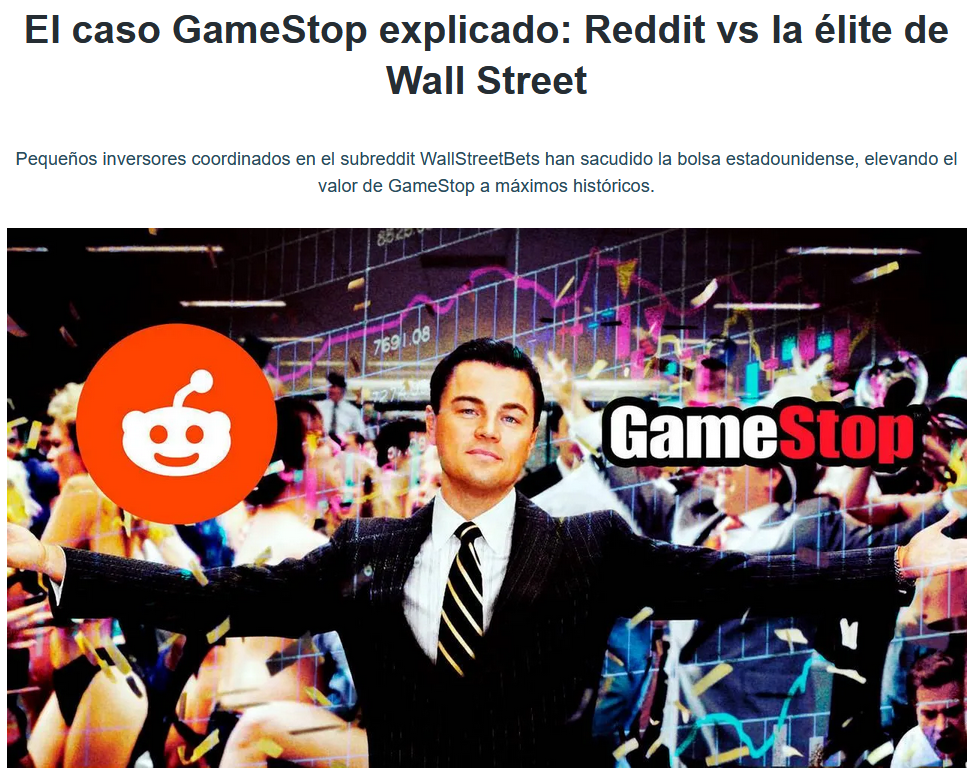 El caso GameStop explicado: Reddit vs la élite de
Wall Street
Pequeños inversores coordinados en el subreddit WallStreetBets han sacudido la bolsa estadounidense, elevando el
valor de GameStop a máximos históricos.
7691.08
GameStop